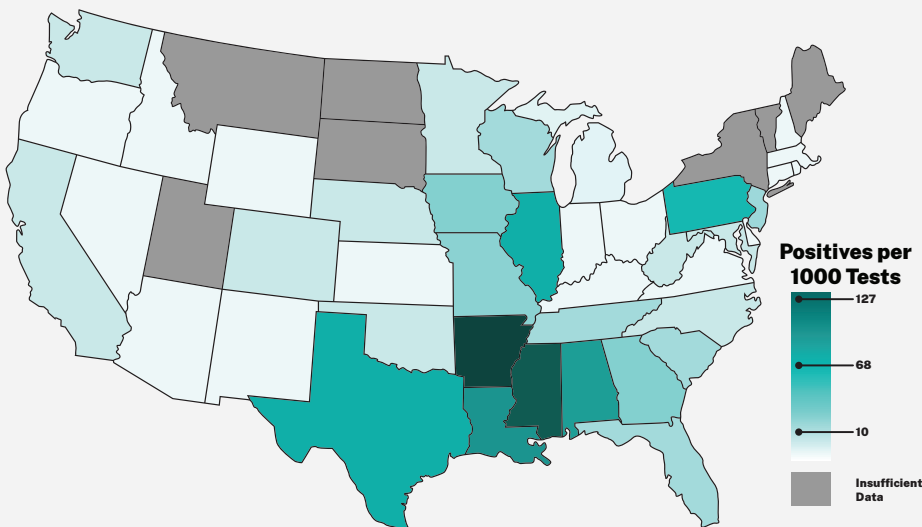 Positives per
1000 Tests
127
68
10
Insufficient
Data